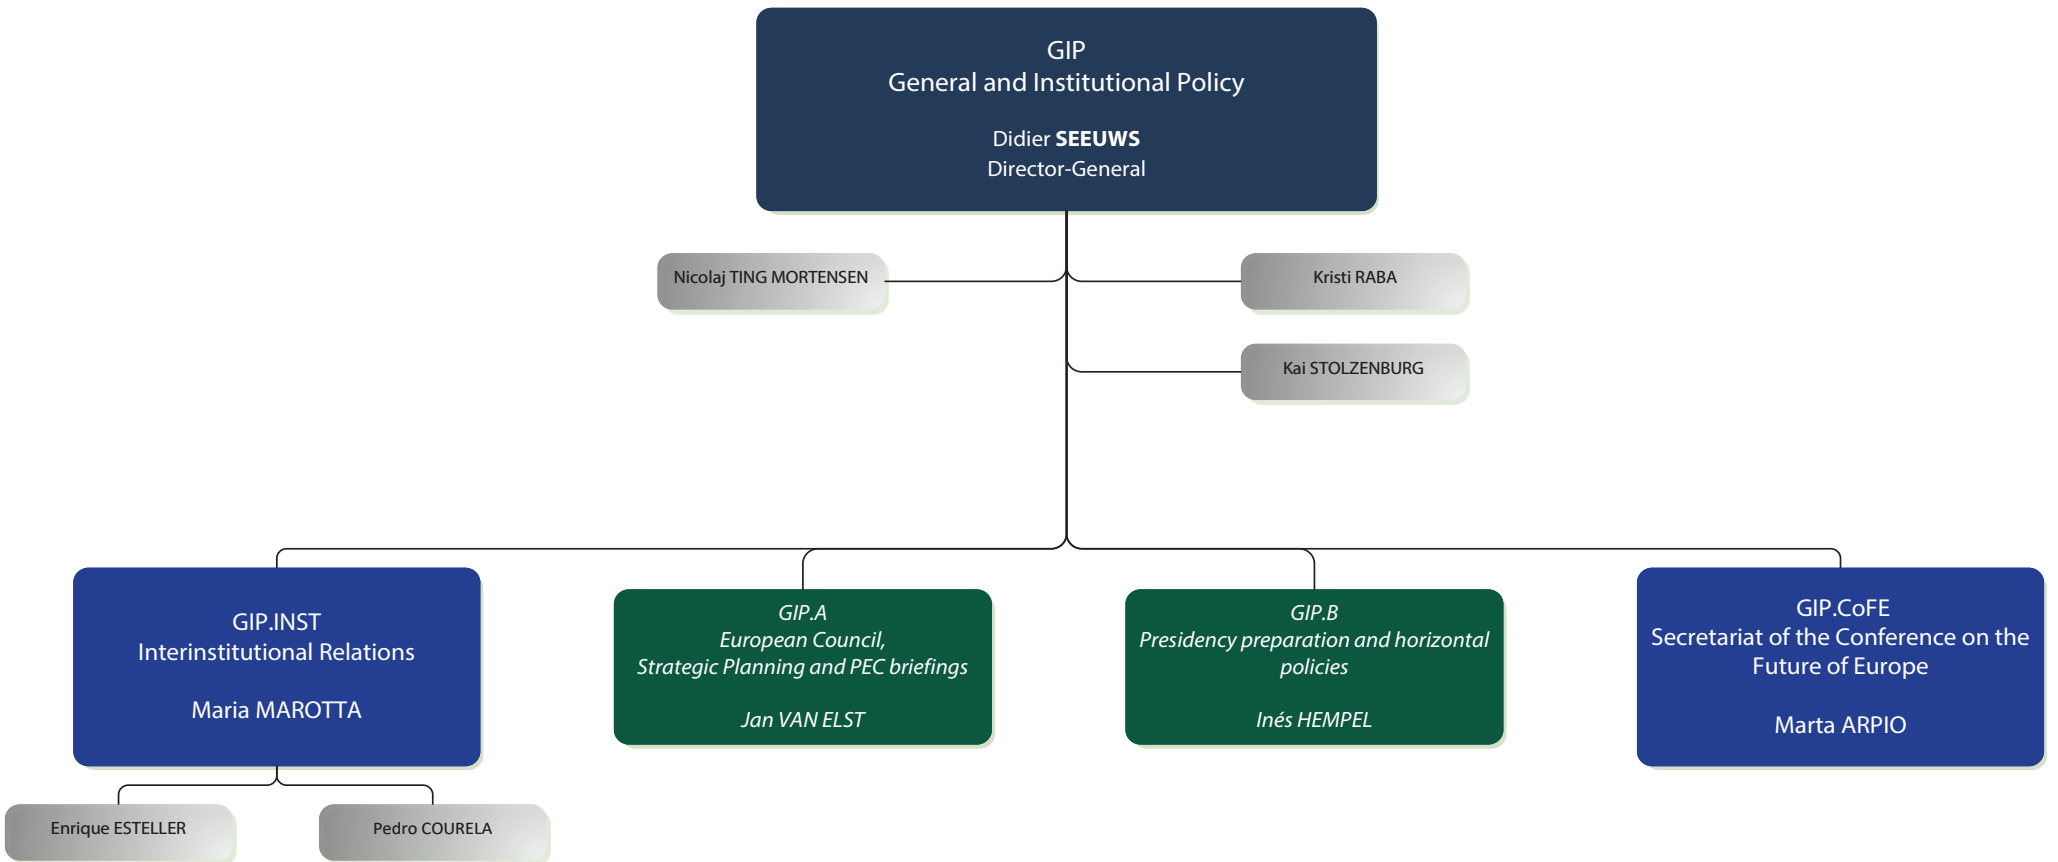 GIP
General and Institutional Policy
Didier SEEUWS
Director-General
Nicolaj TING MORTENSEN
Kristi RABA
Kai STOLZENBURG
GIP.INST
Interinstitutional Relations
Maria MAROTTA
GIP.A
European Council,
Strategic Planning and PEC briefings
Jan VAN ELST
GIP.B
Presidency preparation and horizontal
policies
Inés HEMPEL
GIP.CoFE
Secretariat of the Conference on the
Future of Europe
Marta ARPIO
Enrique ESTELLER
Pedro COURELA